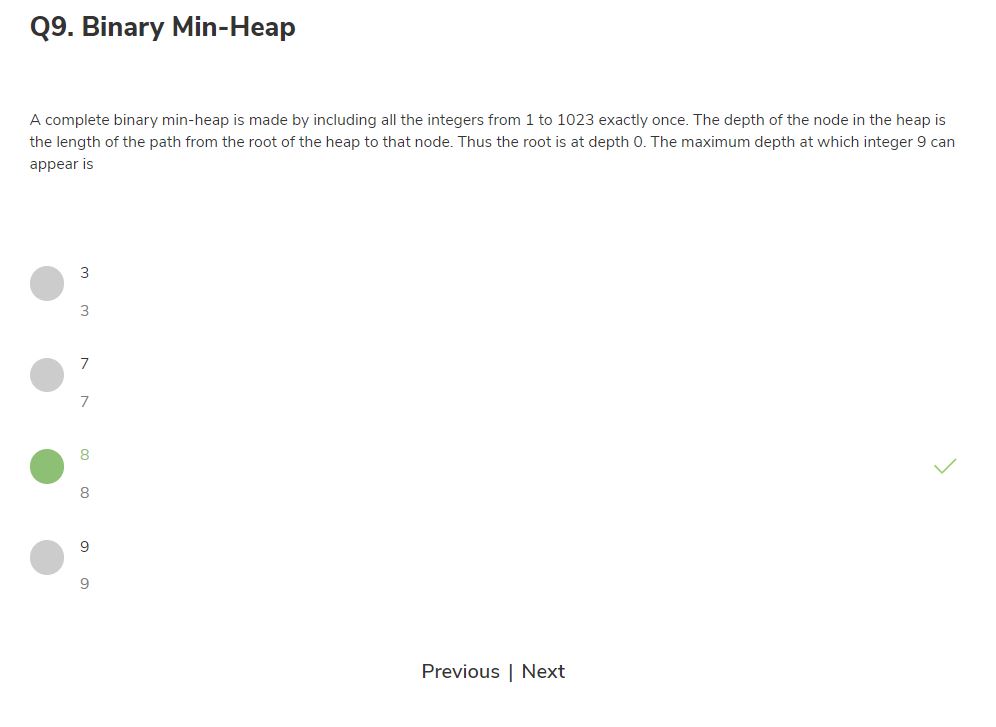 Q9. Binary Min-Heap
A complete binary min-heap is made by including all the integers from 1 to 1023 exactly once. The depth of the node in the heap is
the length of the path from the root of the heap to that node. Thus the root is at depth 0. The maximum depth at which integer 9 can
appear is
3
3
7
7
8
8
9
9
Previous | Next